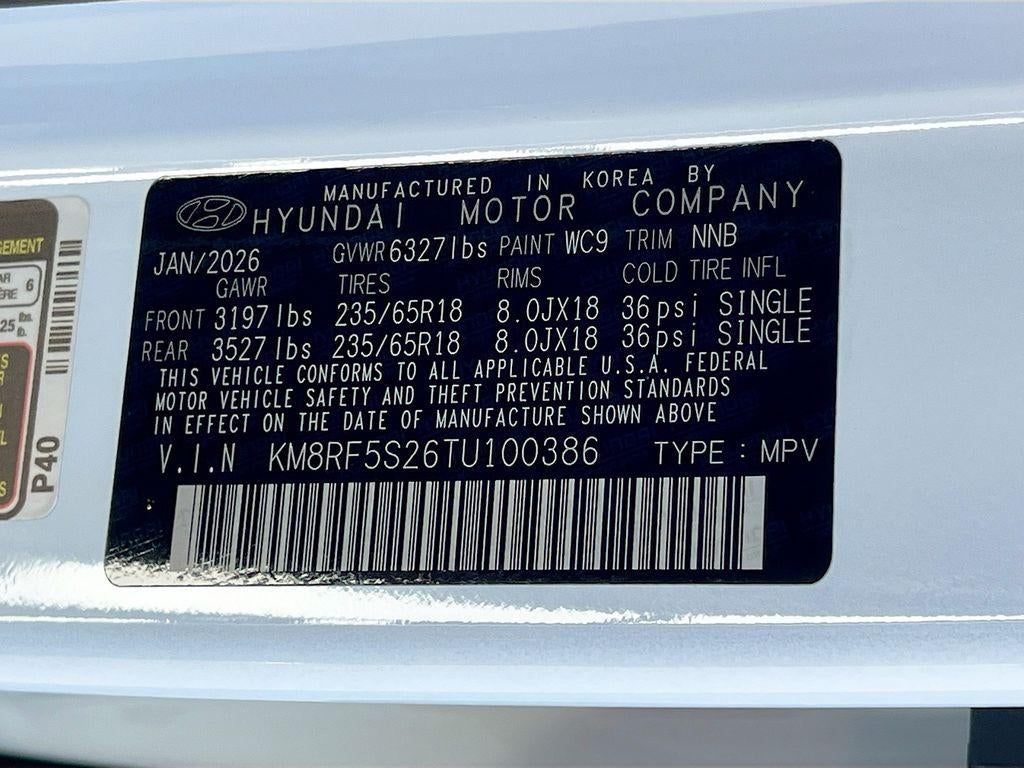 MANUFACTURED IN KOREA BY
HYUNDAI MOTOR COMPANY
JAN/2026 GVWR 6327lbs PAINT WC9 TRIM NNB
GAWR TIRES RIMS COLD TIRE INFL
FRONT 3197lbs 235/65R18 8.0JX18 36psi SINGLE
REAR 3527lbs 235/65R18 8.0JX18 36psi SINGLE
THIS VEHICLE CONFORMS TO ALL APPLICABLE U.S.A. FEDERAL
MOTOR VEHICLE SAFETY AND THEFT PREVENTION STANDARDS
IN EFFECT ON THE DATE OF MANUFACTURE SHOWN ABOVE
V.I.N KM8RF5S26TU100386 TYPE : MPV
6
P40